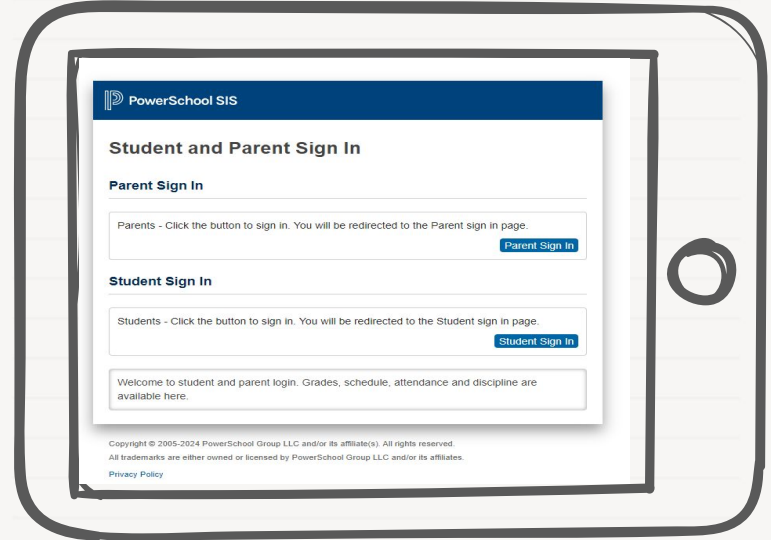 PowerSchool SIS
Student and Parent Sign In
Parent Sign In
Parents - Click the button to sign in. You will be redirected to the Parent sign in page.
Parent Sign In
Student Sign In
Students - Click the button to sign in. You will be redirected to the Student sign in page.
Student Sign In
Welcome to student and parent login. Grades, schedule, attendance and discipline are
available here.
Copyright © 2005-2024 PowerSchool Group LLC and/or its affiliate(s). All rights reserved.
All trademarks are either owned or licensed by PowerSchool Group LLC and/or its affiliates.
Privacy Policy